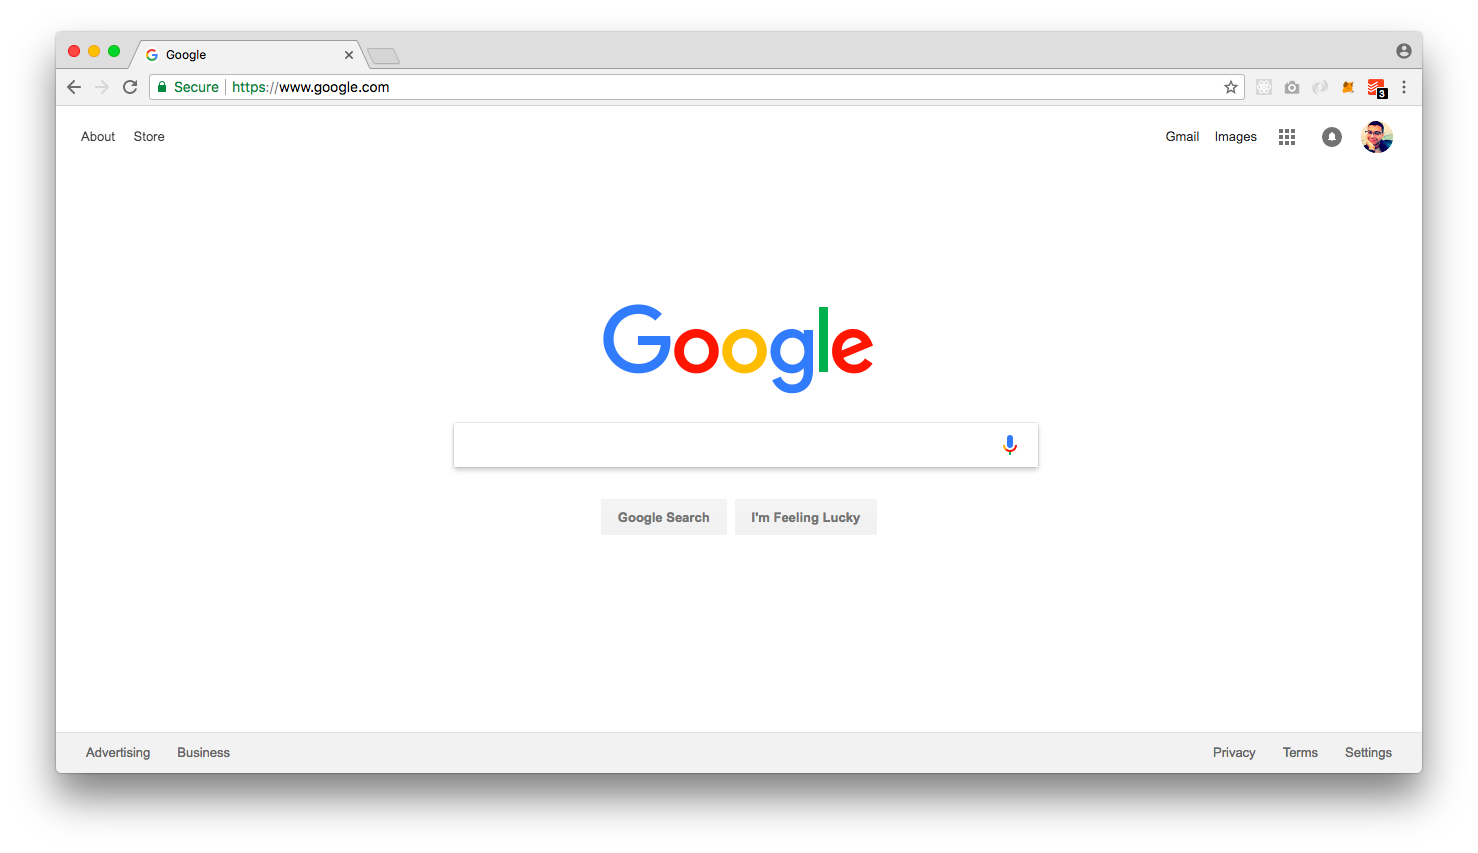 Google
Secure https://www.google.com
3
About Store Gmail Images
Google
Google Search I'm Feeling Lucky
Advertising Business Privacy Terms Settings